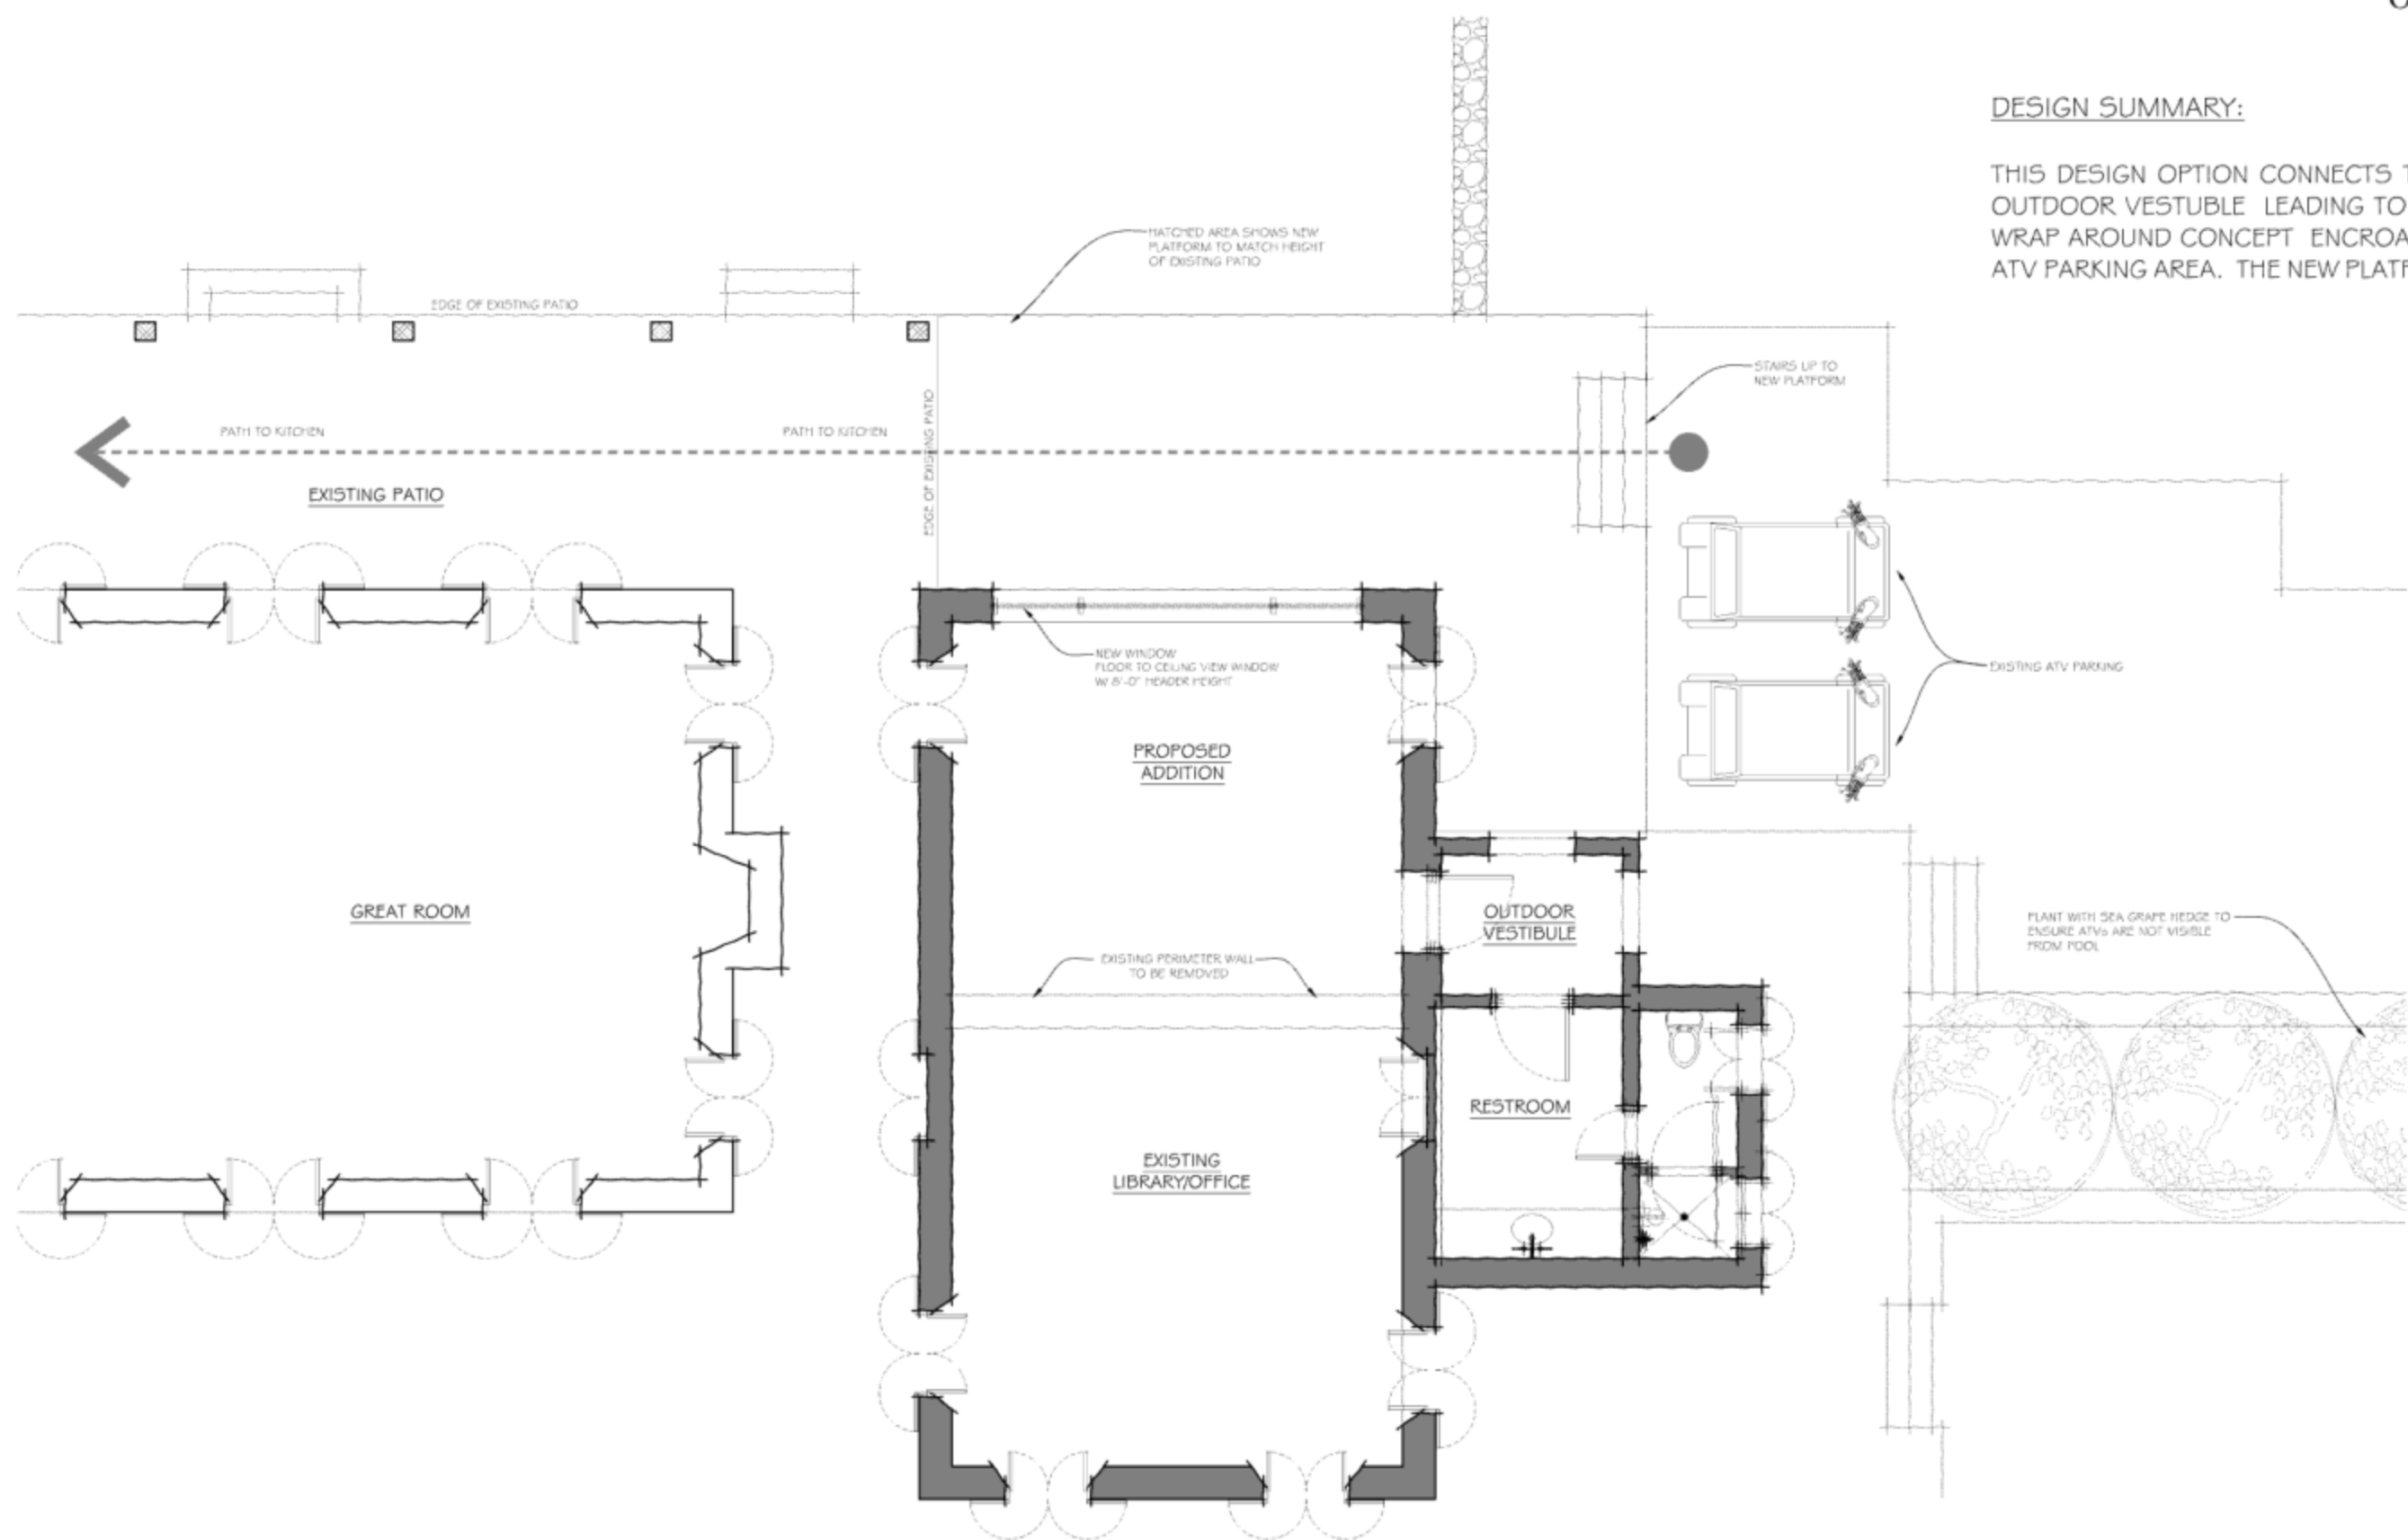 DESIGN SUMMARY:
THIS DESIGN OPTION CONNECTS
OUTDOOR VESTUBLE LEADING TO
WRAP AROUND CONCEPT
ATV PARKING AREA. THE NEW
HATCHED AREA SHOWS NEW
PLATFORM TO MATCH HEIGHT
OF EXISTING PATIO
EDGE OF EXISTING PATIO
STAIRS UP TO
NEW PLATFORM
PATH TO KITCHEN
PATH TO KITCHEN
EDGE OF EXISTING PATIO
EXISTING PATIO
NEW WINDOW
FLOOR TO CEILING VIEW WINDOW
W/ 8'-0" HEADER HEIGHT
EXISTING ATV PARKING
PROPOSED
ADDITION
GREAT ROOM
OUTDOOR
VESTIBULE
PLANT WITH SEA GRAPE HEDGE TO
ENSURE ATVs ARE NOT VISIBLE
FROM POOL
EXISTING PERIMETER WALL
TO BE REMOVED
RESTROOM
EXISTING
LIBRARY/OFFICE